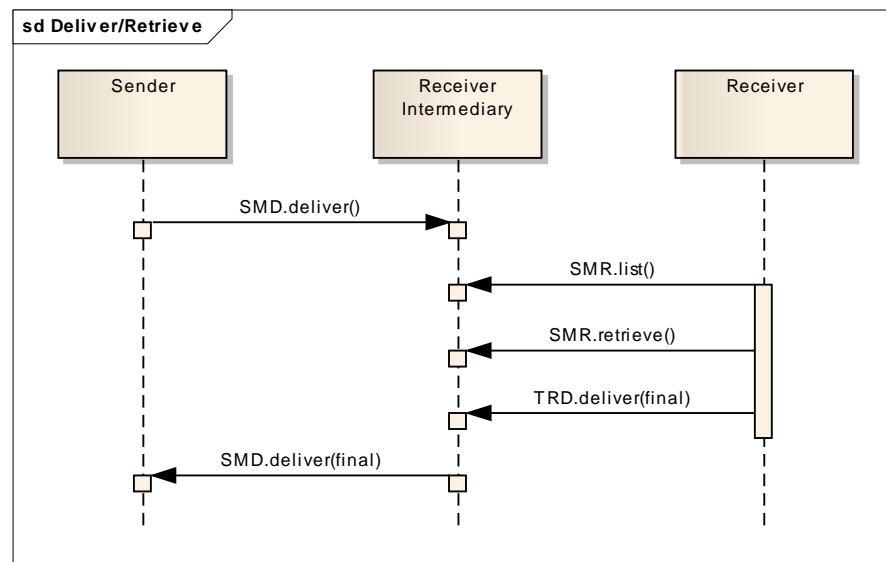 sd Deliver/Retrieve
Sender
Receiver
Intermediary
Receiver
SMD.deliver()
SMR.list()
SMR.retrieve()
TRD.deliver(final)
SMD.deliver(final)